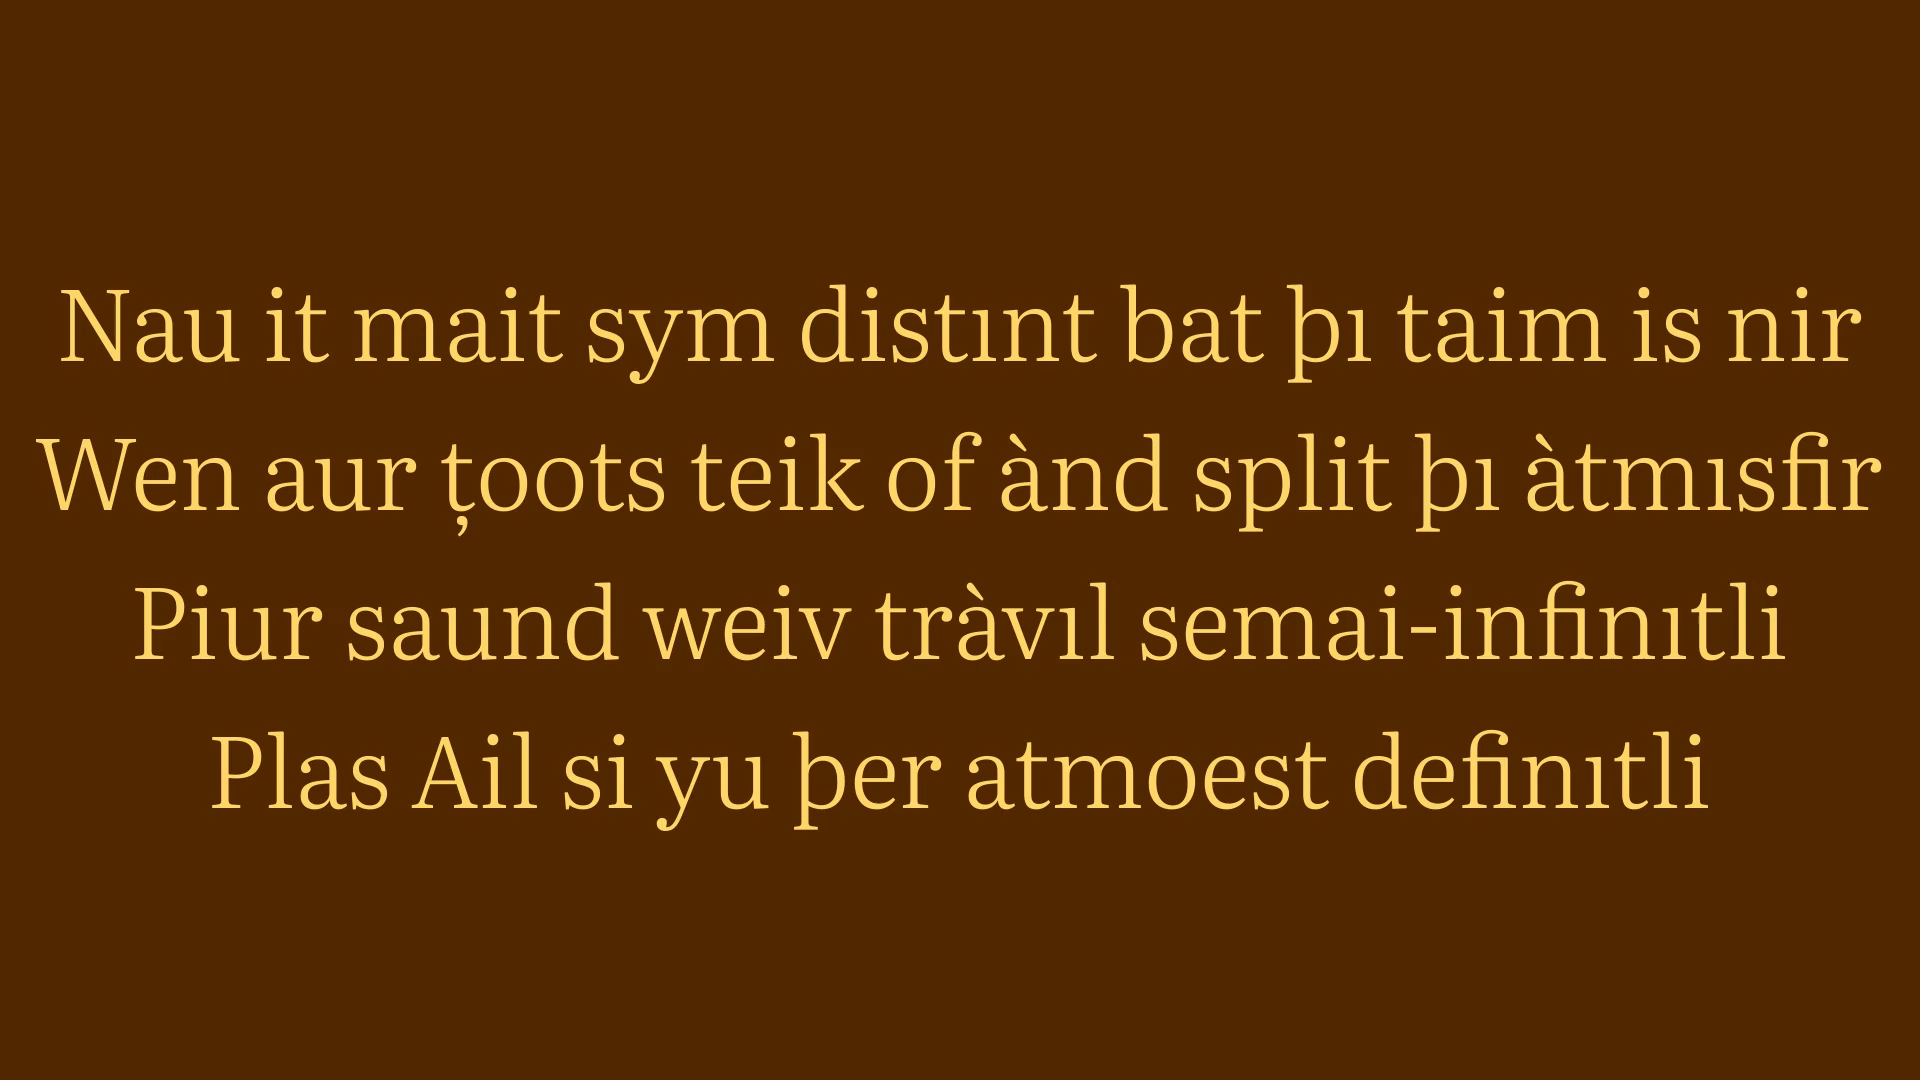 Nau it mait sym distınt bat þı taim is nir
Wen aur țoots teik of ànd split þı àtmısfir
Piur saund weiv tràvıl semai-infinıtli
Plas Ail si yu þer atmoest definıtli